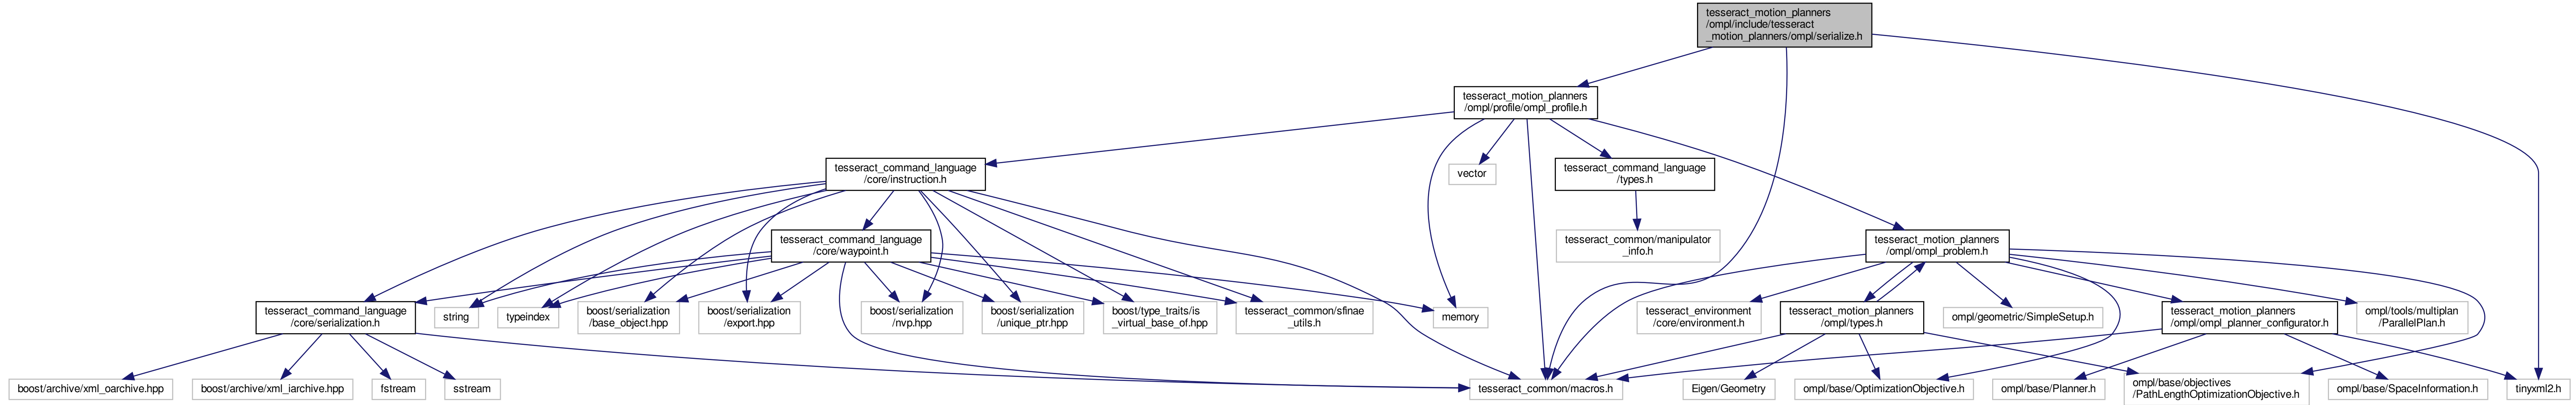 tesseract_motion_planners
/ompl/include/tesseract
_motion_planners/ompl/serialize.h
tesseract_motion_planners
/ompl/profile/ompl_profile.h
tesseract_command_language
/core/instruction.h
vector
tesseract_command_language
/types.h
tesseract_command_language
/core/waypoint.h
tesseract_common/manipulator
_info.h
tesseract_motion_planners
/ompl/ompl_problem.h
tesseract_command_language
/core/serialization.h
string
typeindex
boost/serialization
/base_object.hpp
boost/serialization
/export.hpp
boost/serialization
/nvp.hpp
boost/serialization
/unique_ptr.hpp
boost/type_traits/is
_virtual_base_of.hpp
tesseract_common/sfinae
_utils.h
memory
tesseract_environment
/core/environment.h
tesseract_motion_planners
/ompl/types.h
ompl/geometric/SimpleSetup.h
tesseract_motion_planners
/ompl/ompl_planner_configurator.h
ompl/tools/multiplan
/ParallelPlan.h
boost/archive/xml_oarchive.hpp
boost/archive/xml_iarchive.hpp
fstream
sstream
tesseract_common/macros.h
Eigen/Geometry
ompl/base/OptimizationObjective.h
ompl/base/Planner.h
ompl/base/objectives
/PathLengthOptimizationObjective.h
ompl/base/SpaceInformation.h
tinyxml2.h